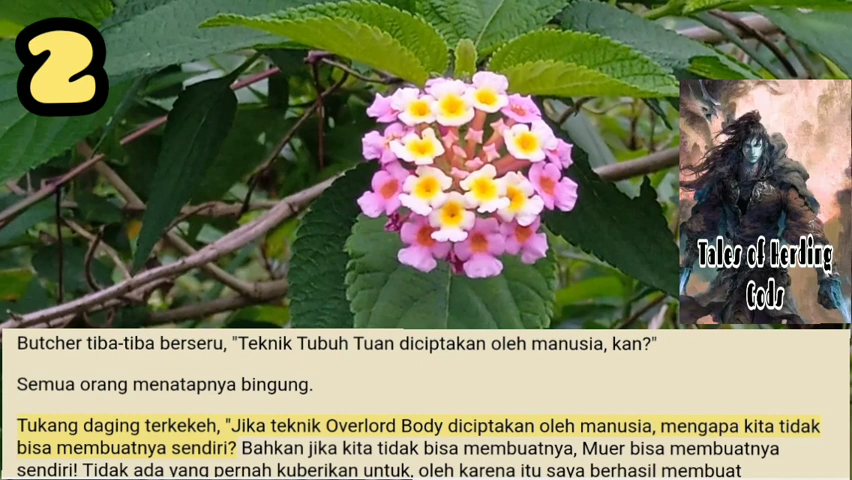 2
Tales of Herding
Gods
Butcher tiba-tiba berseru, "Teknik Tubuh Tuan diciptakan oleh manusia, kan?"
Semua orang menatapnya bingung.
Tukang daging terkekeh, "Jika teknik Overlord Body diciptakan oleh manusia, mengapa kita tidak
bisa membuatnya sendiri? Bahkan jika kita tidak bisa membuatnya, Muer bisa membuatnya
sendiri! Tidak ada yang pernah kuberikan untuk, oleh karena itu saya berhasil membuat